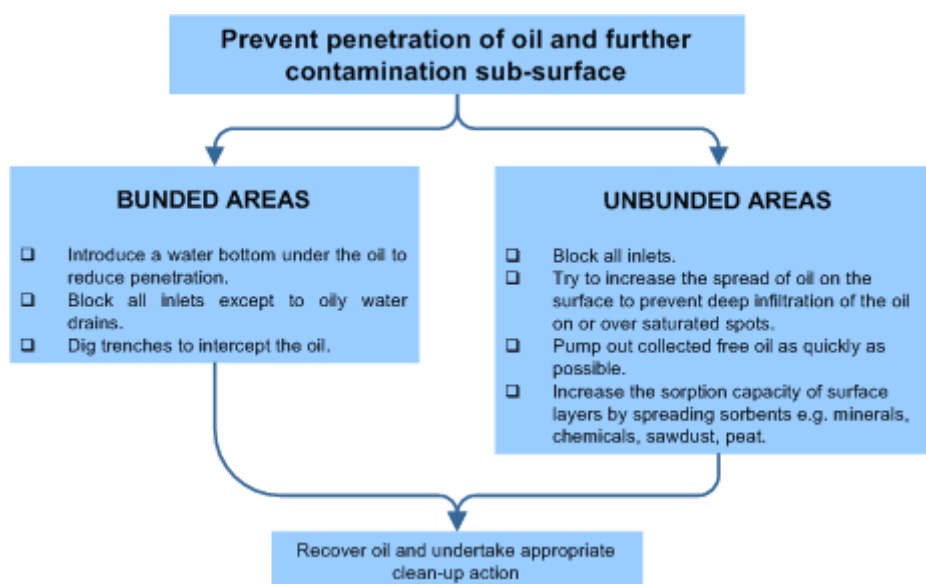 Prevent penetration of oil and further
contamination sub-surface
BUNDED AREAS
❑ Introduce a water bottom under the oil to
reduce penetration.
❑ Block all inlets except to oily water
drains.
❑ Dig trenches to intercept the oil.
UNBUNDED AREAS
❑ Block all inlets.
❑ Try to increase the spread of oil on the
surface to prevent deep infiltration of the oil
on or over saturated spots.
❑ Pump out collected free oil as quickly as
possible.
❑ Increase the sorption capacity of surface
layers by spreading sorbents e.g. minerals,
chemicals, sawdust, peat.
Recover oil and undertake appropriate
clean-up action